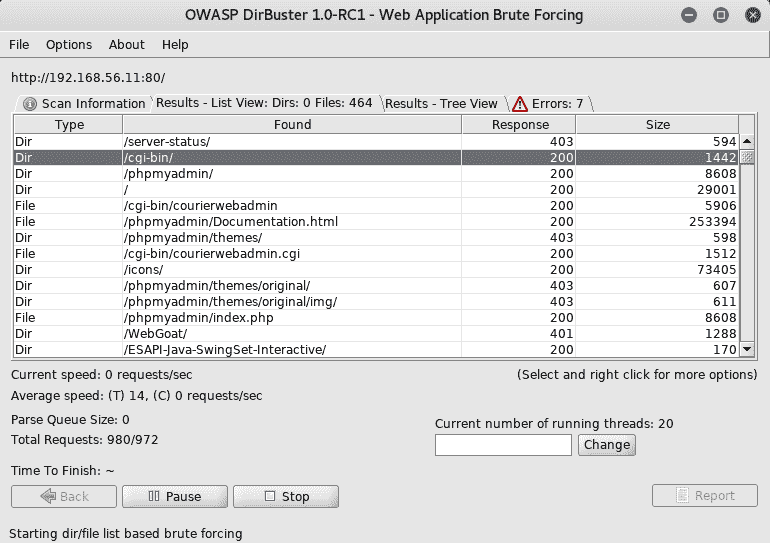 OWASP DirBuster 1.0-RC1 - Web Application Brute Forcing
File Options About Help
http://192.168.56.11:80/
Scan Information Results - List View: Dirs: 0 Files: 464 Results - Tree View Errors: 7
Type Found Response Size
Dir /server-status/ 403 594
Dir /cgi-bin/ 200 1442
Dir /phpmyadmin/ 200 8608
Dir / 200 29001
File /cgi-bin/courierwebadmin 200 5906
File /phpmyadmin/Documentation.html 200 253394
Dir /phpmyadmin/themes/ 403 598
File /cgi-bin/courierwebadmin.cgi 200 1512
Dir /icons/ 200 73405
Dir /phpmyadmin/themes/original/ 403 607
Dir /phpmyadmin/themes/original/img/ 403 611
File /phpmyadmin/index.php 200 8608
Dir /WebGoat/ 401 1288
Dir /ESAPI-Java-SwingSet-Interactive/ 200 170
Current speed: 0 requests/sec (Select and right click for more options)
Average speed: (T) 14, (C) 0 requests/sec
Parse Queue Size: 0
Current number of running threads: 20
Total Requests: 980/972
Change
Time To Finish: ~
Back Pause Stop Report
Starting dir/file list based brute forcing